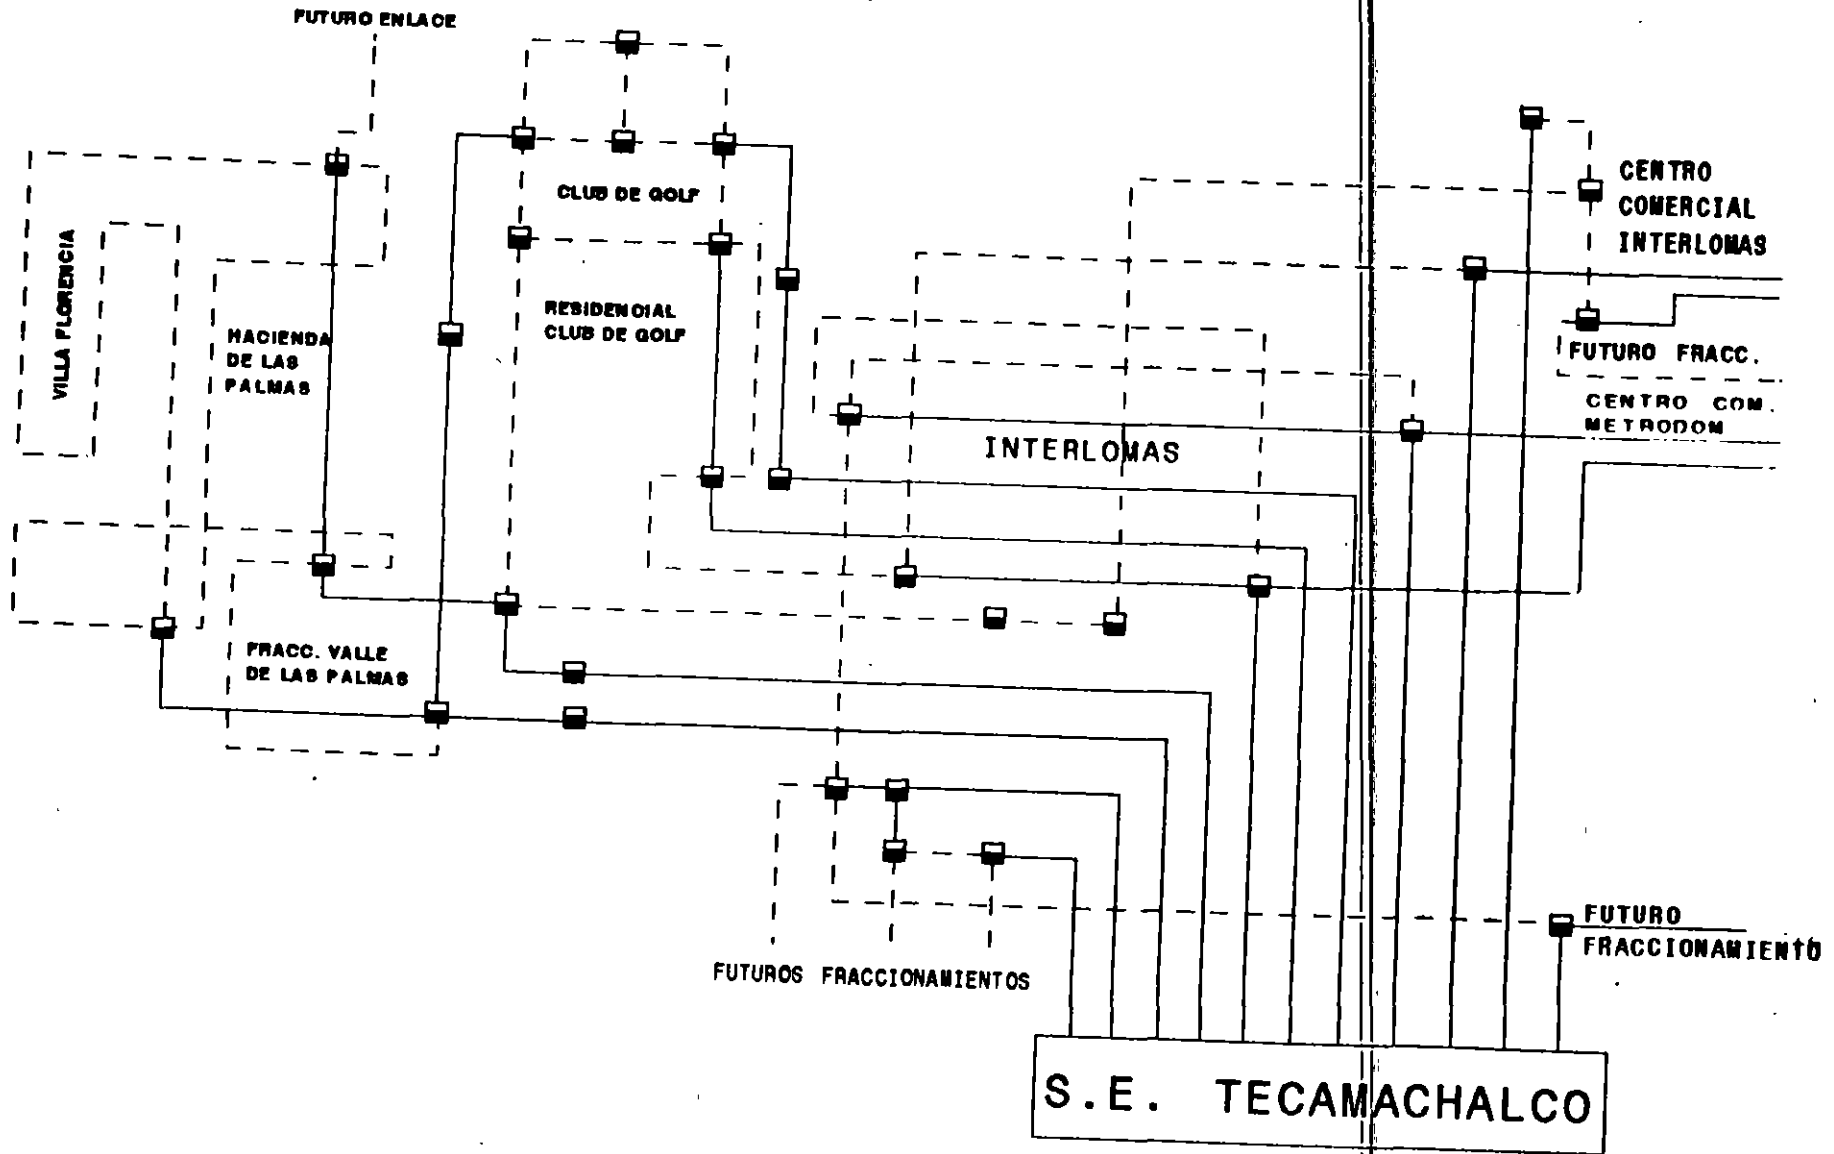 FUTURO ENLACE
CENTRO
COMERCIAL
INTERLOMAS
CLUB DE GOLF
VILLA FLORENCIA
HACIENDA
DE LAS
PALMAS
RESIDENCIAL
CLUB DE GOLF
FUTURO FRACC.
CENTRO COM.
METRODOM
INTERLOMAS
FRACC. VALLE
DE LAS PALMAS
FUTURO
FRACCIONAMIENTO
FUTUROS FRACCIONAMIENTOS
S.E. TECAMACHALCO